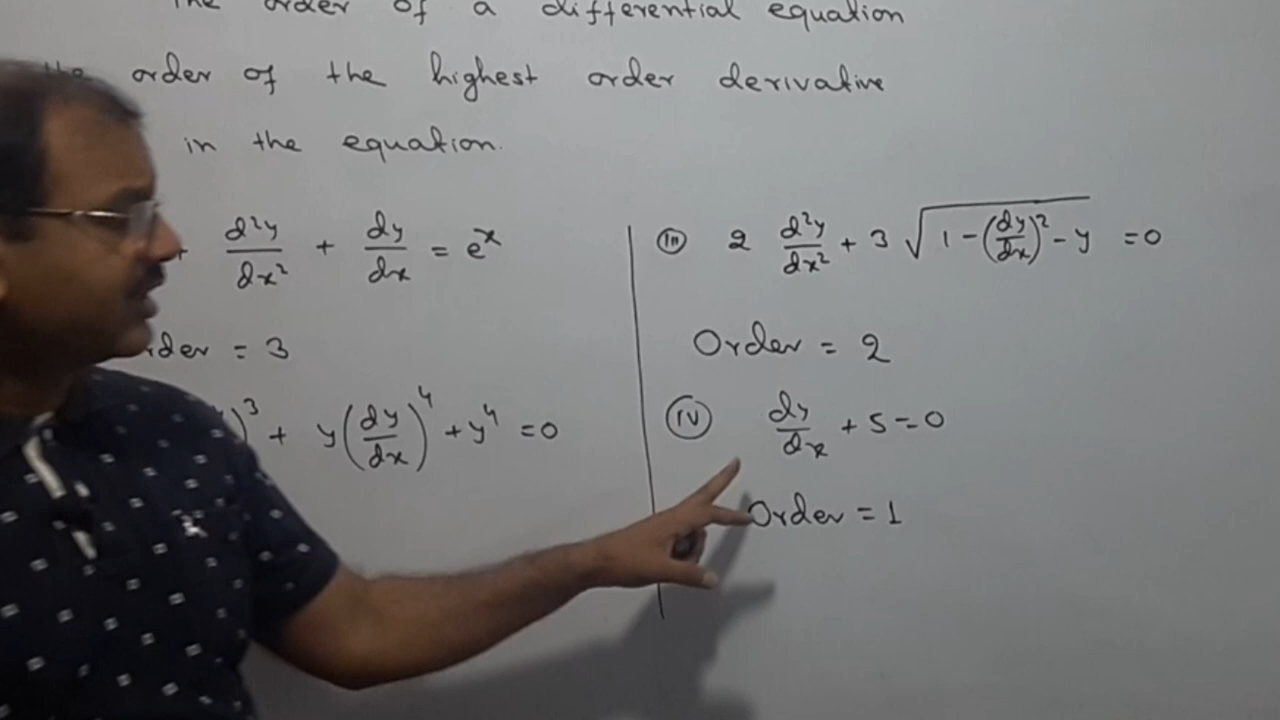 The order of a differential equation
the order of the highest order derivative
in the equation.
+ d²y/dx² + dy/dx = eˣ
Order = 3
)³ + y(dy/dx)⁴ + y⁴ = 0
(iii) 2 d²y/dx² + 3 √(1 - (dy/dx)² - y) = 0
Order = 2
(iv) dy/dx + 5 = 0
Order = 1